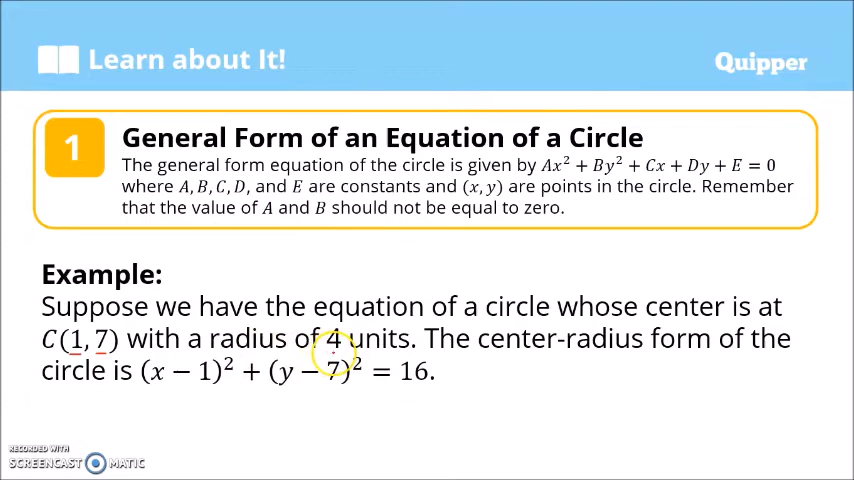 Learn about It!
Quipper
1
General Form of an Equation of a Circle
The general form equation of the circle is given by 𝐴𝑥² + 𝐵𝑦² + 𝐶𝑥 + 𝐷𝑦 + 𝐸 = 0
where 𝐴, 𝐵, 𝐶, 𝐷, and 𝐸 are constants and (𝑥, 𝑦) are points in the circle. Remember
that the value of 𝐴 and 𝐵 should not be equal to zero.
Example:
Suppose we have the equation of a circle whose center is at
𝐶(1, 7) with a radius of 4 units. The center-radius form of the
circle is (𝑥 − 1)² + (𝑦 − 7)² = 16.
RECORDED WITH
SCREENCAST MATIC